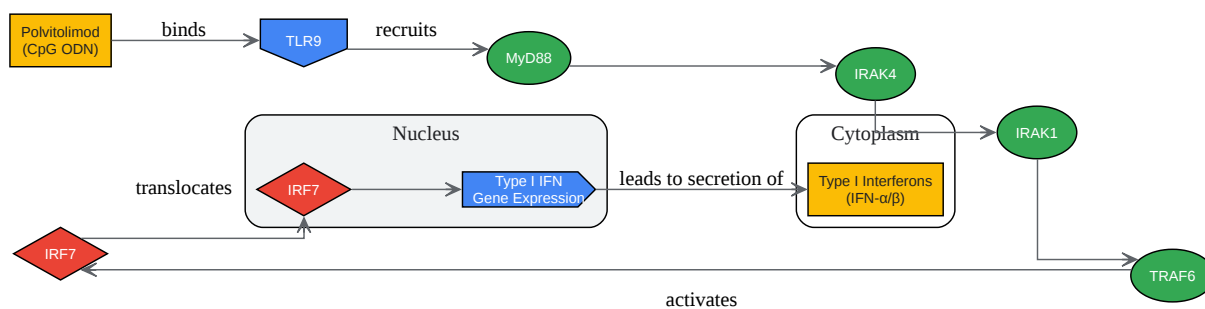 Polvitolimod
(CpG ODN)
binds
TLR9
recruits
MyD88
IRAK4
Nucleus
Cytoplasm
IRAK1
translocates
IRF7
Type I IFN
Gene Expression
leads to secretion of
Type I Interferons
(IFN-α/β)
IRF7
TRAF6
activates